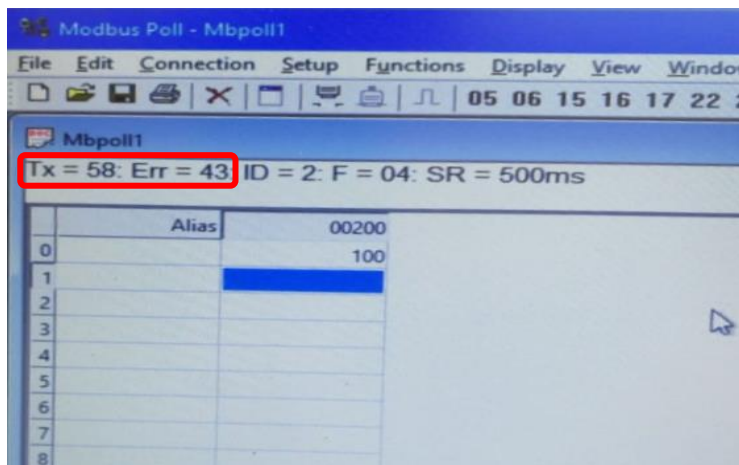 Modbus Poll - Mbpoll1
File Edit Connection Setup Functions Display View
05 06 15 16 17 22
Mbpoll1
Tx = 58: Err = 43: ID = 2: F = 04: SR = 500ms
Alias 00200
0 100
1
2
3
4
5
6
7
8